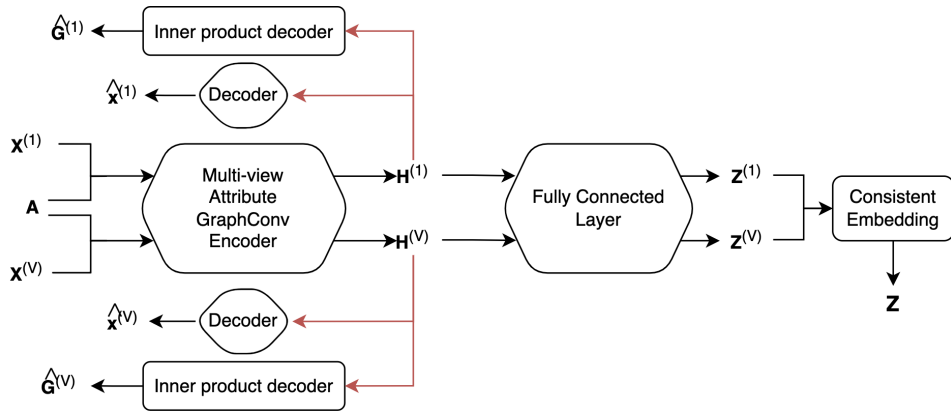 Ĝ⁽¹⁾
Inner product decoder
x̂⁽¹⁾
Decoder
X⁽¹⁾
A
X⁽ⱽ⁾
Multi-view
Attribute
GraphConv
Encoder
H⁽¹⁾
H⁽ⱽ⁾
Fully Connected
Layer
Z⁽¹⁾
Z⁽ⱽ⁾
Consistent
Embedding
Z
x̂⁽ⱽ⁾
Decoder
Ĝ⁽ⱽ⁾
Inner product decoder